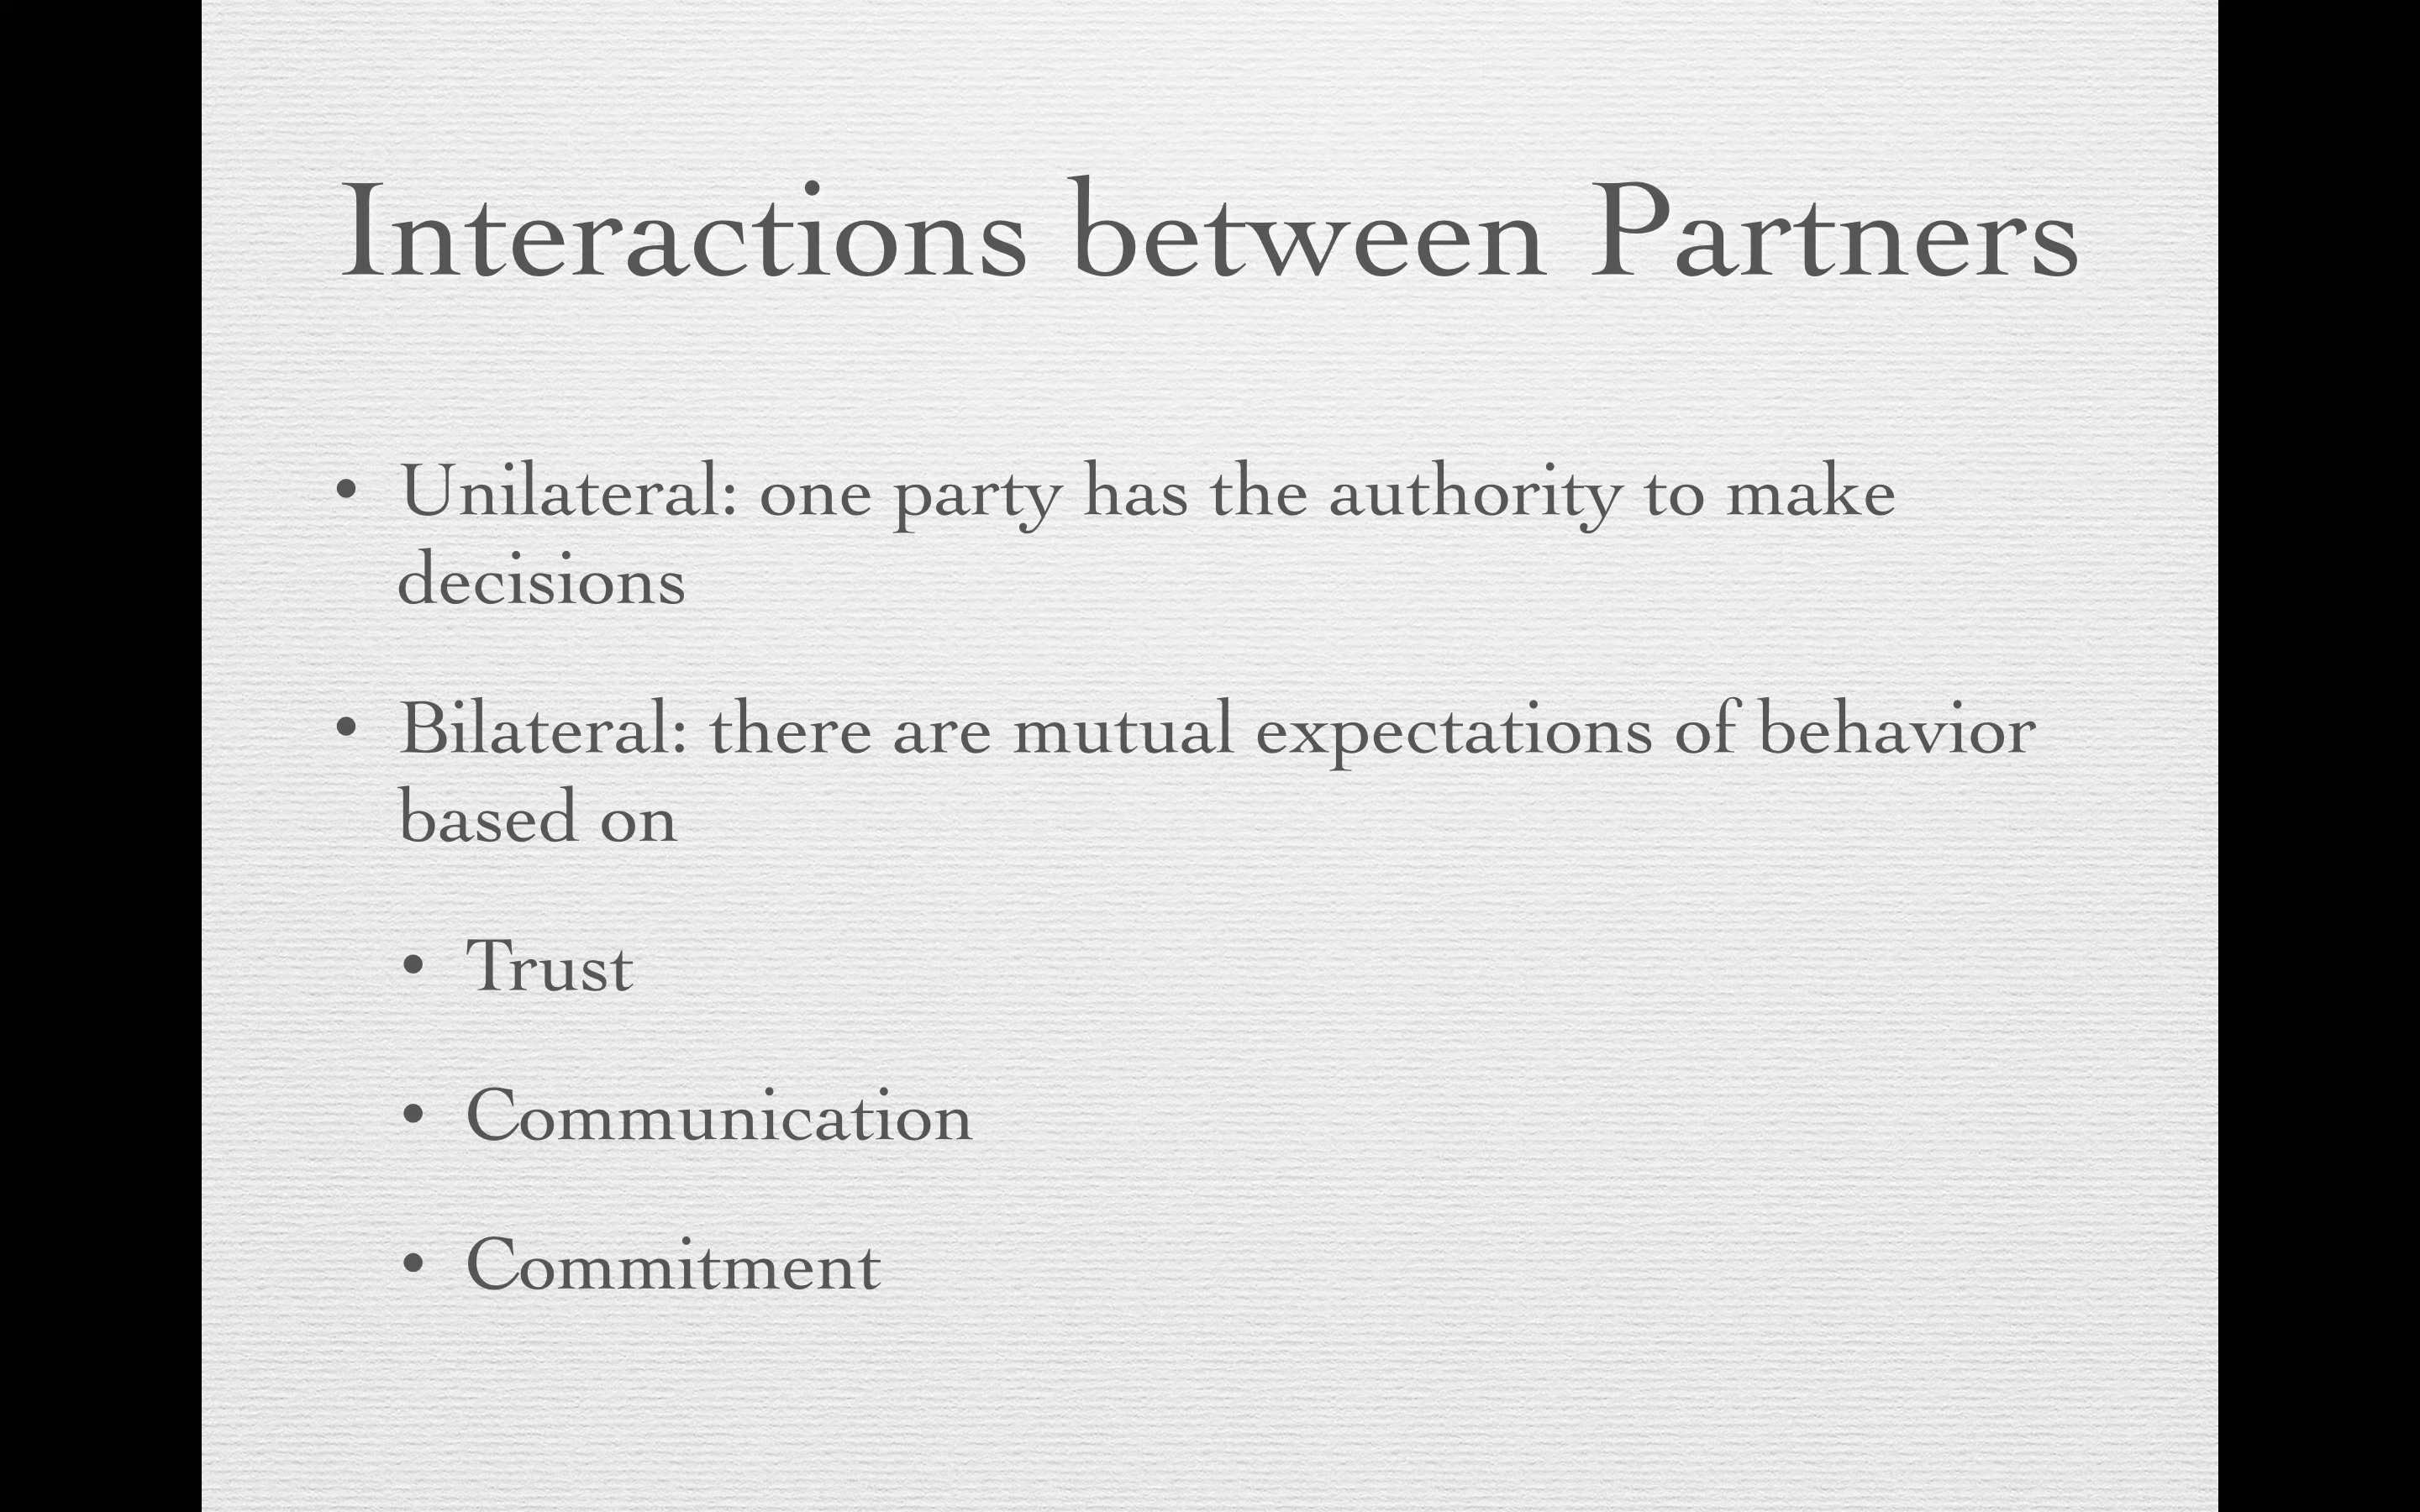 Interactions between Partners
• Unilateral: one party has the authority to make
decisions
• Bilateral: there are mutual expectations of behavior
based on
• Trust
• Communication
• Commitment